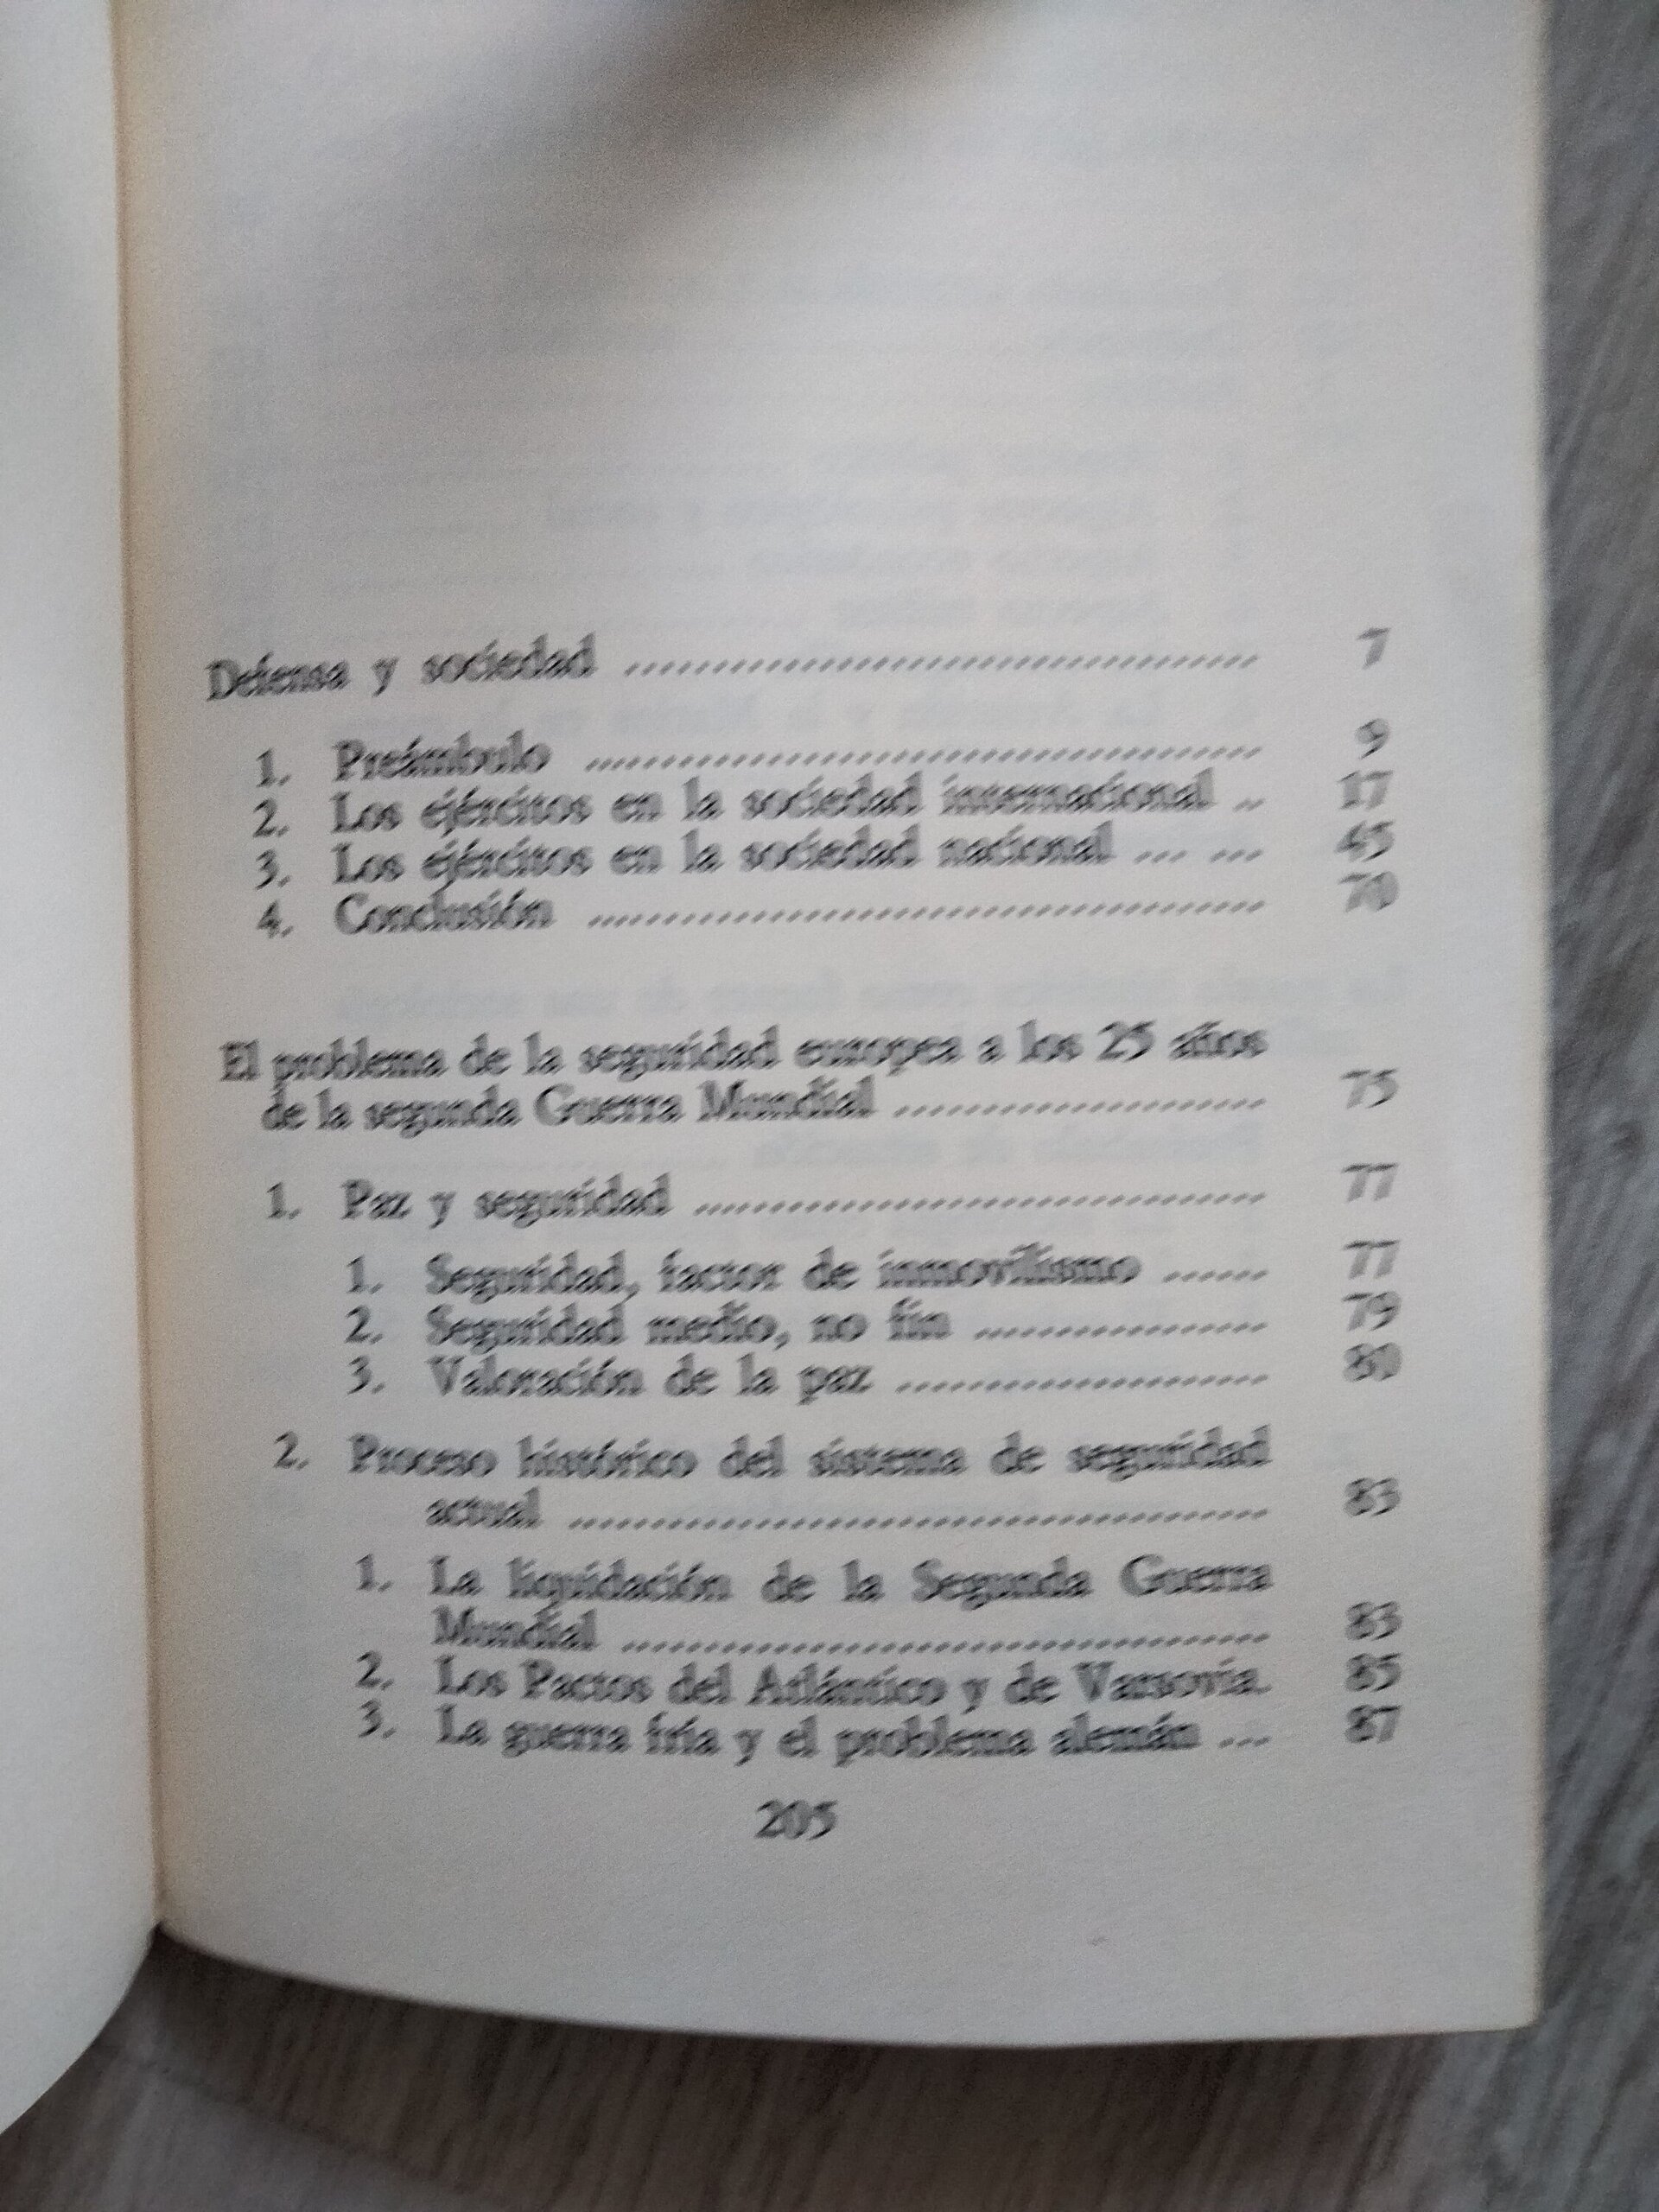 Defensa y sociedad ........................................ 7
1. Preámbulo ........................................ 9
2. Los ejércitos en la sociedad internacional .. 17
3. Los ejércitos en la sociedad nacional ... ... 45
4. Conclusión ........................................ 70
El problema de la seguridad europea a los 25 años
de la segunda Guerra Mundial ........................ 75
1. Paz y seguridad ................................ 77
1. Seguridad, factor de inmovilismo ...... 77
2. Seguridad medio, no fin .................. 79
3. Valoración de la paz ...................... 80
2. Proceso histórico del sistema de seguridad
actual ........................................ 83
1. La liquidación de la Segunda Guerra
Mundial ........................................ 83
2. Los Pactos del Atlántico y de Varsovia. 85
3. La guerra fría y el problema alemán ... 87
205